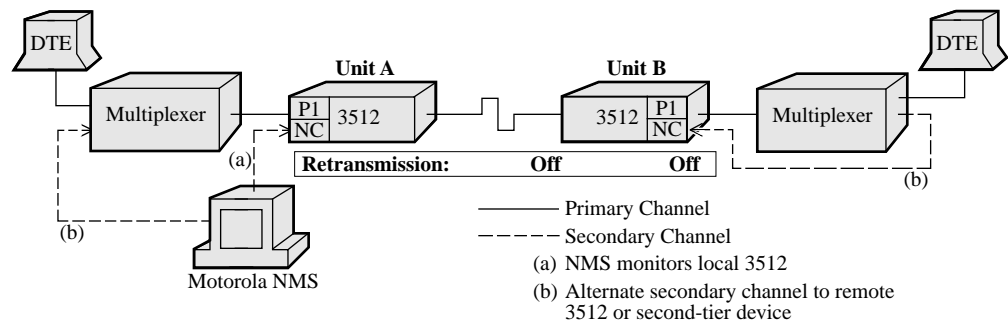 DTE
DTE
Unit A
Unit B
Multiplexer
P1
NC
3512
3512
P1
NC
Multiplexer
(a)
Retransmission: Off Off
(b)
(b)
Motorola NMS
Primary Channel
Secondary Channel
(a) NMS monitors local 3512
(b) Alternate secondary channel to remote
3512 or second-tier device